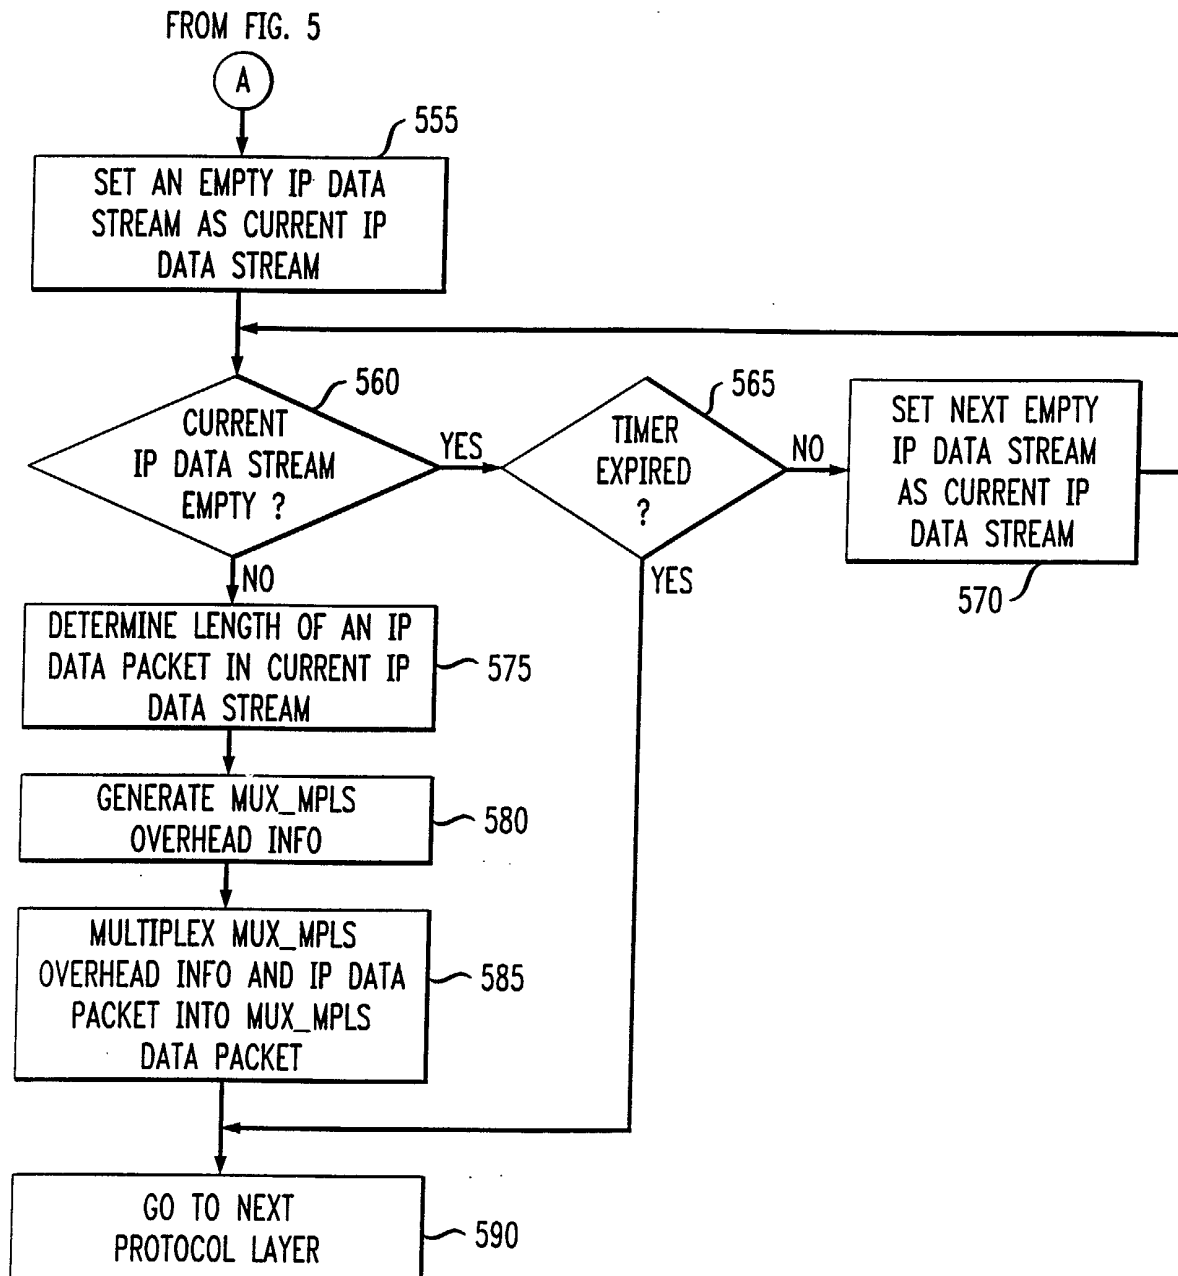 FROM FIG. 5
A
555
SET AN EMPTY IP DATA
STREAM AS CURRENT IP
DATA STREAM
560
CURRENT
IP DATA STREAM
EMPTY ?
YES
565
TIMER
EXPIRED
?
NO
SET NEXT EMPTY
IP DATA STREAM
AS CURRENT IP
DATA STREAM
570
YES
NO
DETERMINE LENGTH OF AN IP
DATA PACKET IN CURRENT IP
DATA STREAM
575
GENERATE MUX_MPLS
OVERHEAD INFO
580
MULTIPLEX MUX_MPLS
OVERHEAD INFO AND IP DATA
PACKET INTO MUX_MPLS
DATA PACKET
585
GO TO NEXT
PROTOCOL LAYER
590